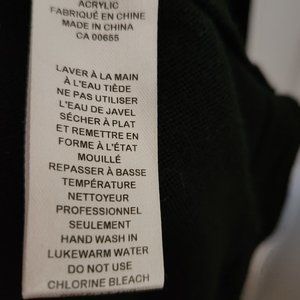 ACRYLIC
FABRIQUÉ EN CHINE
MADE IN CHINA
CA 00655
LAVER À LA MAIN
À L'EAU TIÈDE
NE PAS UTILISER
L'EAU DE JAVEL
SÉCHER À PLAT
ET REMETTRE EN
FORME À L'ÉTAT
MOUILLÉ
REPASSER À BASSE
TEMPÉRATURE
NETTOYEUR
PROFESSIONNEL
SEULEMENT
HAND WASH IN
LUKEWARM WATER
DO NOT USE
CHLORINE BLEACH